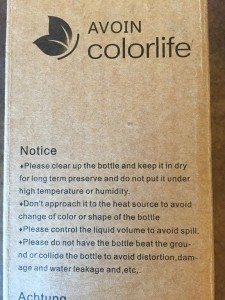 AVOIN
colorlife
Notice
♦Please clear up the bottle and keep it in dry
for long term preserve and do not put it under
high temperature or humidity.
♦Don't approach it to the heat source to avoid
change of color or shape of the bottle
♦Please control the liquid volume to avoid spill.
♦Please do not have the bottle beat the grou-
nd or collide the bottle to avoid distortion,dam-
age and water leakage and,etc,
Achtung